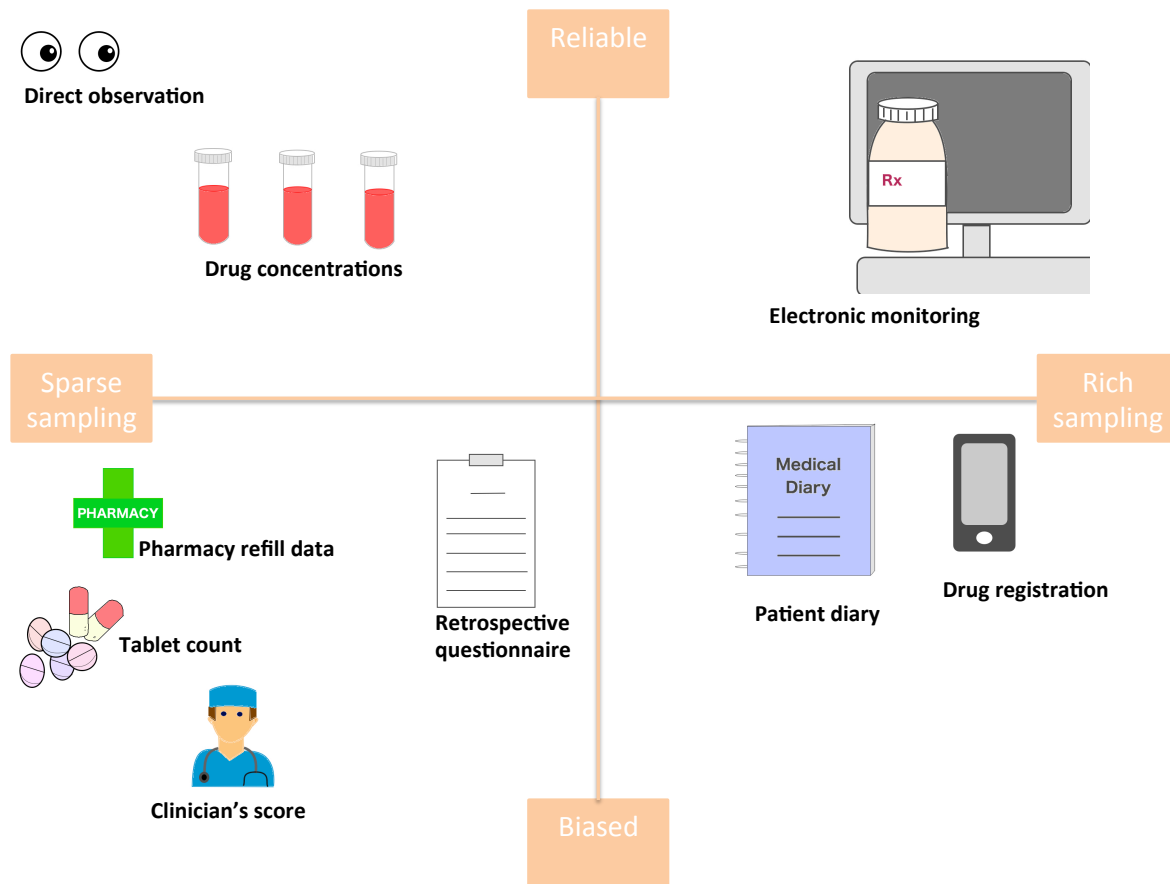 Reliable
Direct observation
Rx
Drug concentrations
Electronic monitoring
Sparse
sampling
Rich
sampling
Medical
Diary
PHARMACY
Pharmacy refill data
Drug registration
Patient diary
Retrospective
questionnaire
Tablet count
Clinician’s score
Biased